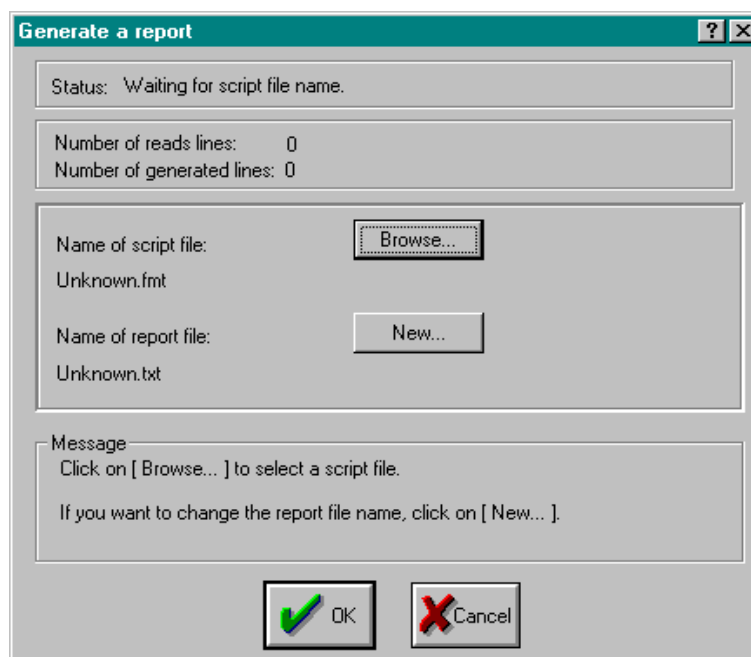 Generate a report
Status: Waiting for script file name.
Number of reads lines: 0
Number of generated lines: 0
Name of script file: Browse...
Unknown.fmt
Name of report file: New...
Unknown.txt
Message
Click on [ Browse... ] to select a script file.
If you want to change the report file name, click on [ New... ].
OK Cancel